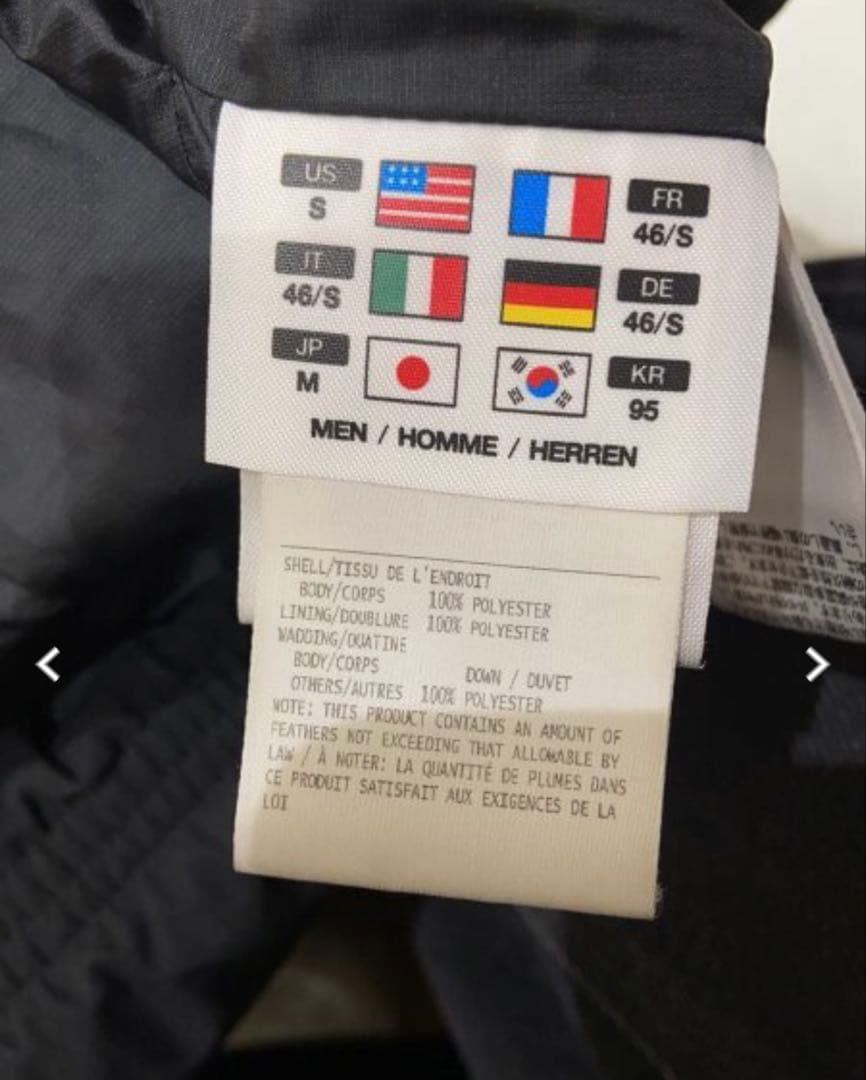 US
S
FR
46/S
IT
46/S
DE
46/S
JP
M
KR
95
MEN / HOMME / HERREN
SHELL/TISSU DE L'ENDROIT
BODY/CORPS 100% POLYESTER
LINING/DOUBLURE 100% POLYESTER
WADDING/OUATINE
BODY/CORPS DOWN / DUVET
OTHERS/AUTRES 100% POLYESTER
NOTE: THIS PRODUCT CONTAINS AN AMOUNT OF
FEATHERS NOT EXCEEDING THAT ALLOWABLE BY
LAW / À NOTER: LA QUANTITÉ DE PLUMES DANS
CE PRODUIT SATISFAIT AUX EXIGENCES DE LA
LOI